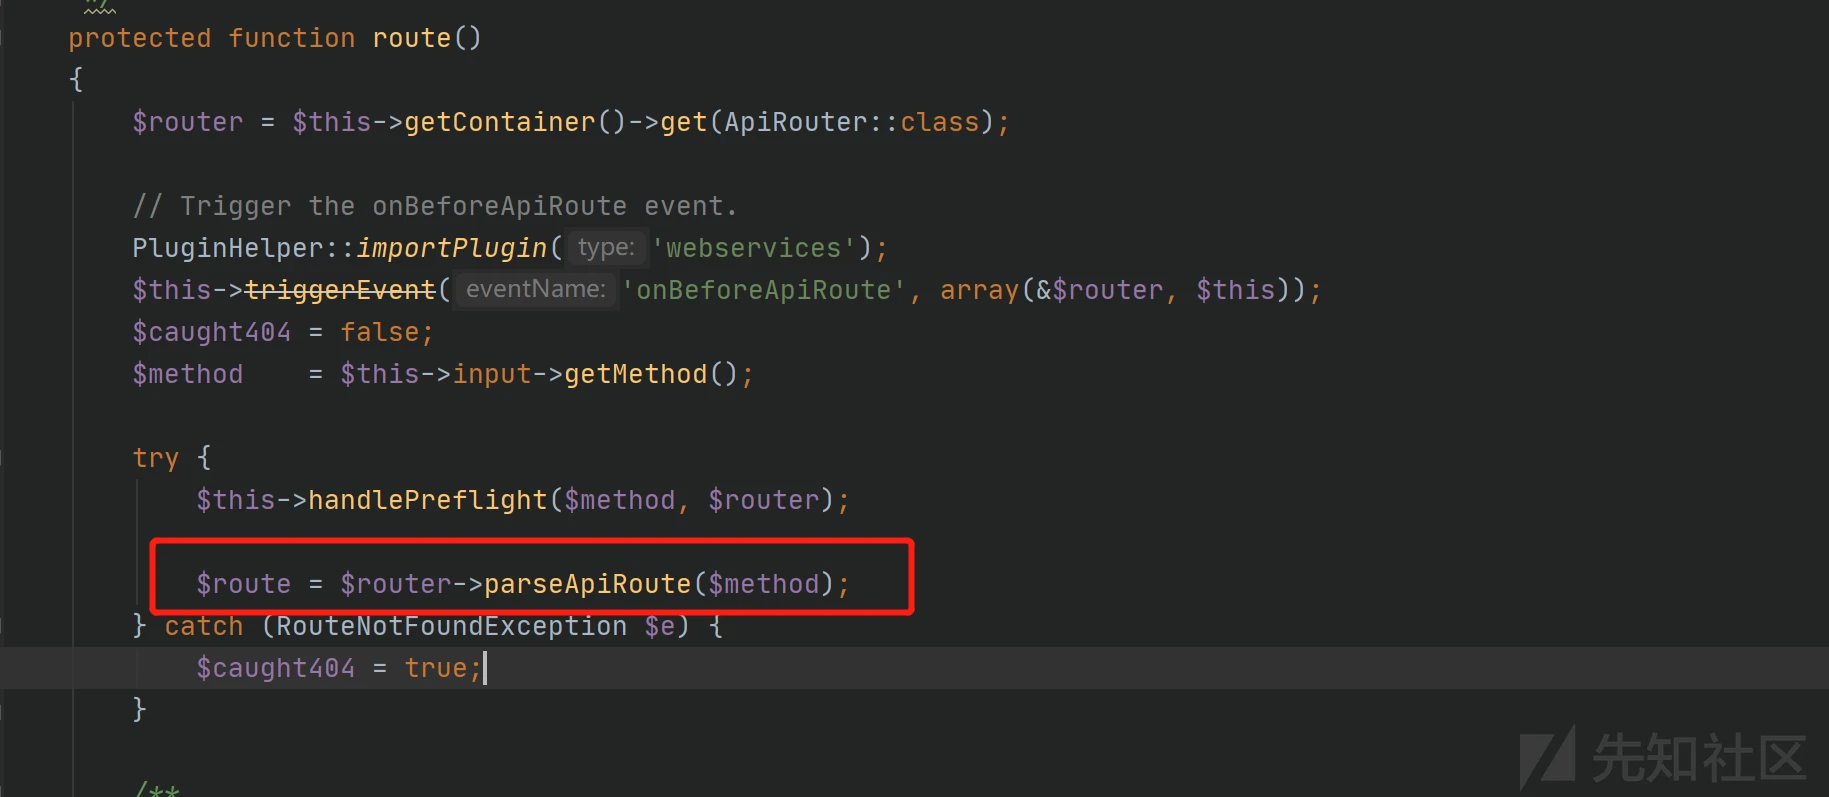 */
protected function route()
{
$router = $this->getContainer()->get(ApiRouter::class);
// Trigger the onBeforeApiRoute event.
PluginHelper::importPlugin( type: 'webservices');
$this->triggerEvent( eventName: 'onBeforeApiRoute', array(&$router, $this));
$caught404 = false;
$method    = $this->input->getMethod();
try {
$this->handlePreflight($method, $router);
$route = $router->parseApiRoute($method);
} catch (RouteNotFoundException $e) {
$caught404 = true;
}
/**
先知社区